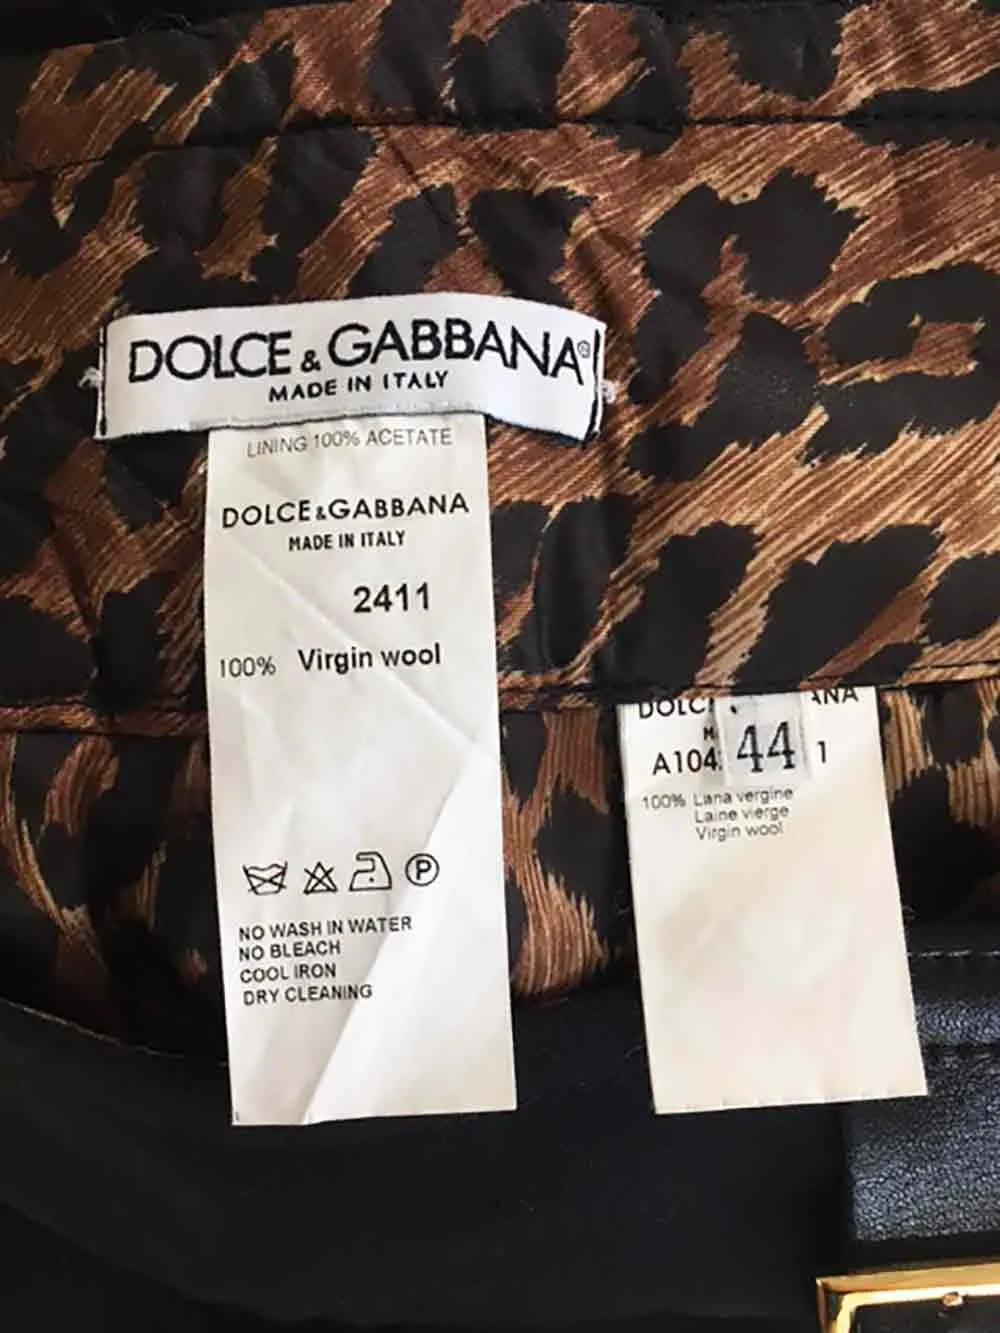 DOLCE & GABBANA®
MADE IN ITALY
LINING 100% ACETATE
DOLCE & GABBANA
MADE IN ITALY
2411
100% Virgin wool
P
NO WASH IN WATER
NO BLEACH
COOL IRON
DRY CLEANING
44
100% Lana vergine
Laine vierge
Virgin wool